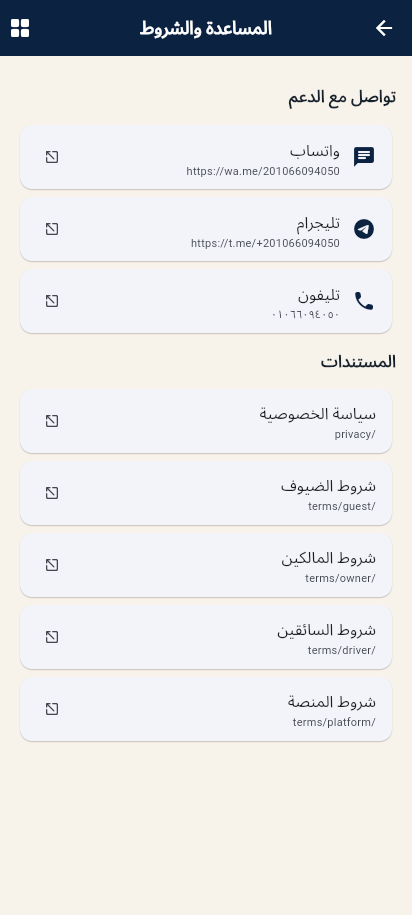 المساعدة والشروط
تواصل مع الدعم
واتساب
https://wa.me/201066094050
تليجرام
https://t.me/+201066094050
تليفون
٠١٠٦٦٠٩٤٠٥٠
المستندات
سياسة الخصوصية
privacy/
شروط الضيوف
terms/guest/
شروط المالكين
terms/owner/
شروط السائقين
terms/driver/
شروط المنصة
terms/platform/